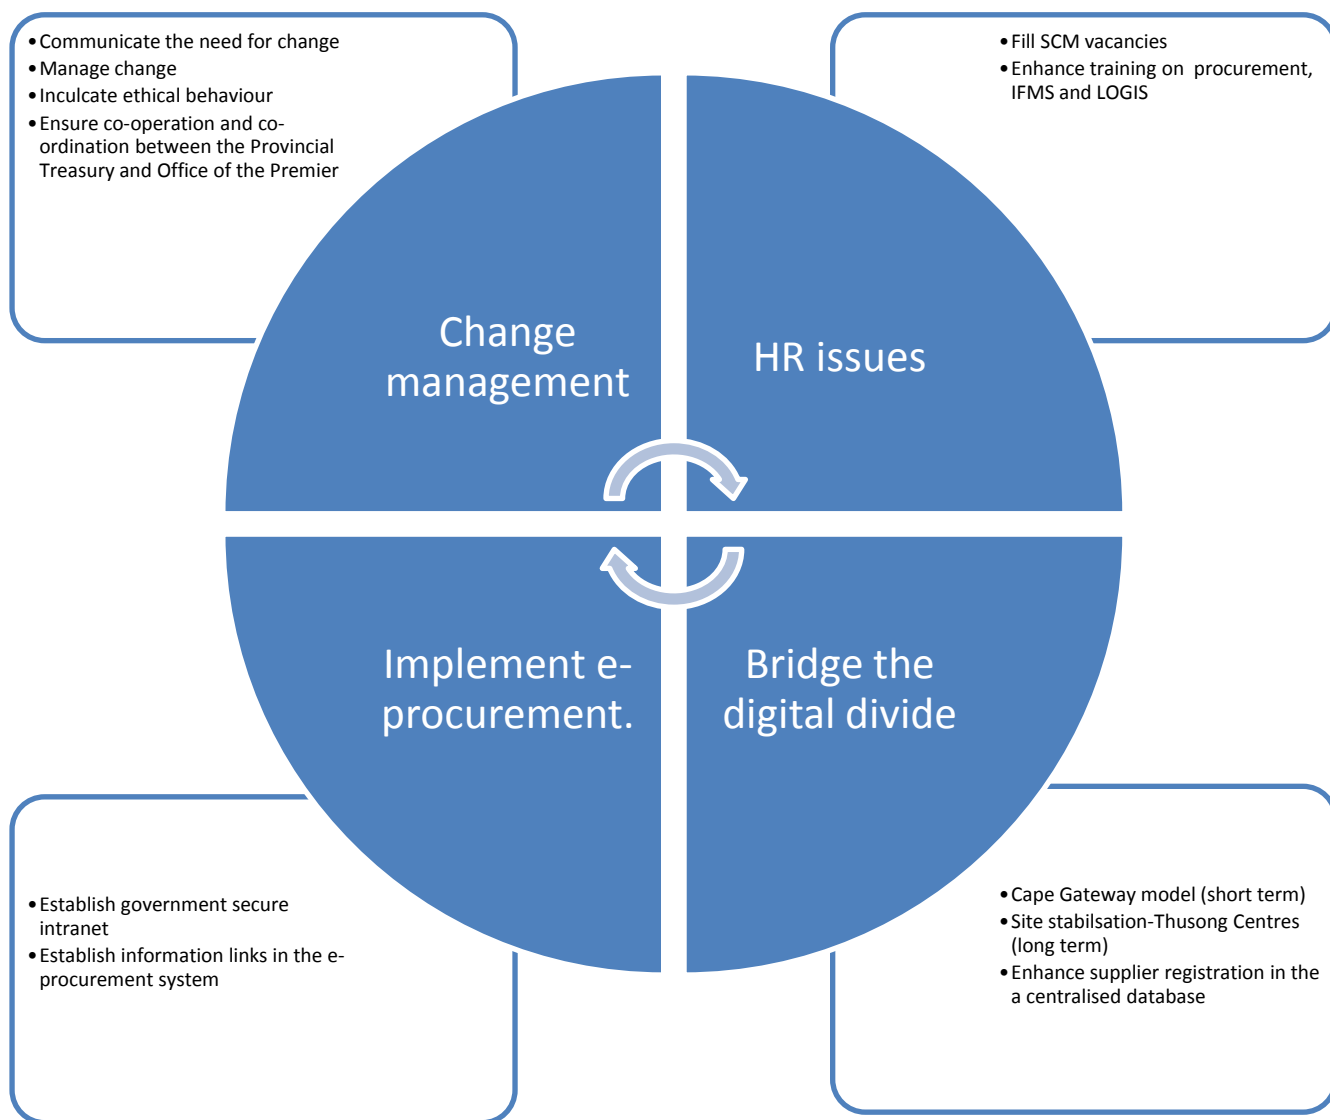 •Communicate the need for change
•Manage change
•Inculcate ethical behaviour
•Ensure co-operation and co-
ordination between the Provincial
Treasury and Office of the Premier
•Fill SCM vacancies
•Enhance training on procurement,
IFMS and LOGIS
Change
management
HR issues
Implement e-
procurement.
Bridge the
digital divide
•Establish government secure
intranet
•Establish information links in the e-
procurement system
•Cape Gateway model (short term)
•Site stabilsation-Thusong Centres
(long term)
•Enhance supplier registration in the
a centralised database